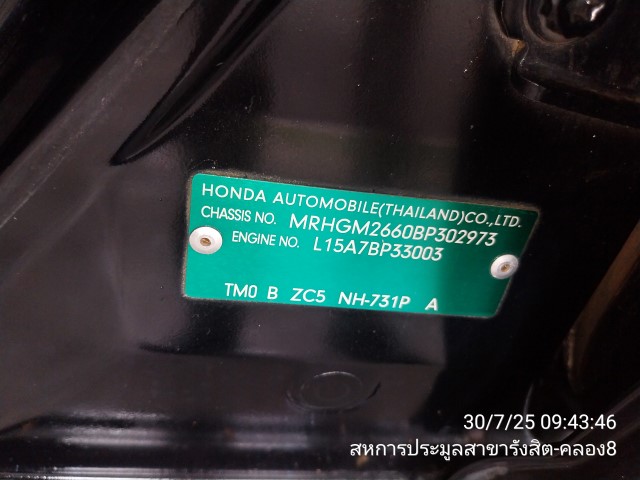 HONDA AUTOMOBILE(THAILAND)CO.,LTD.
CHASSIS NO. MRHGM2660BP302973
ENGINE NO. L15A7BP33003
TM0 B ZC5 NH-731P A
30/7/25 09:43:46
สหการประมูลสาขารังสิต-คลอง8